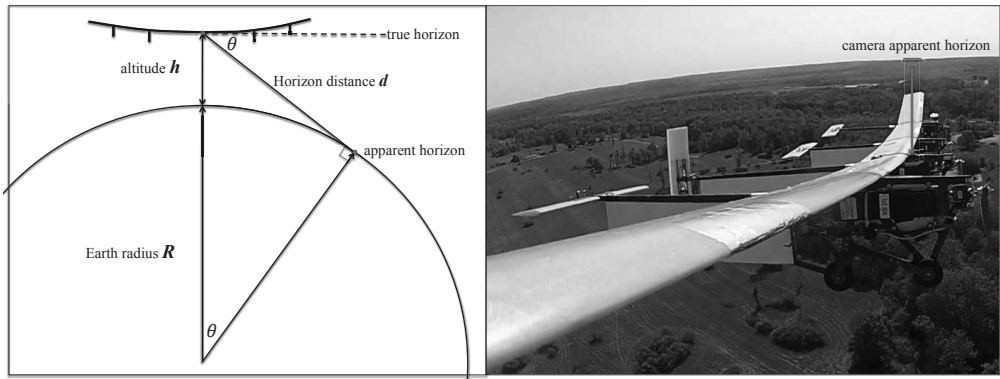 θ
true horizon
altitude h
Horizon distance d
apparent horizon
Earth radius R
θ
camera apparent horizon